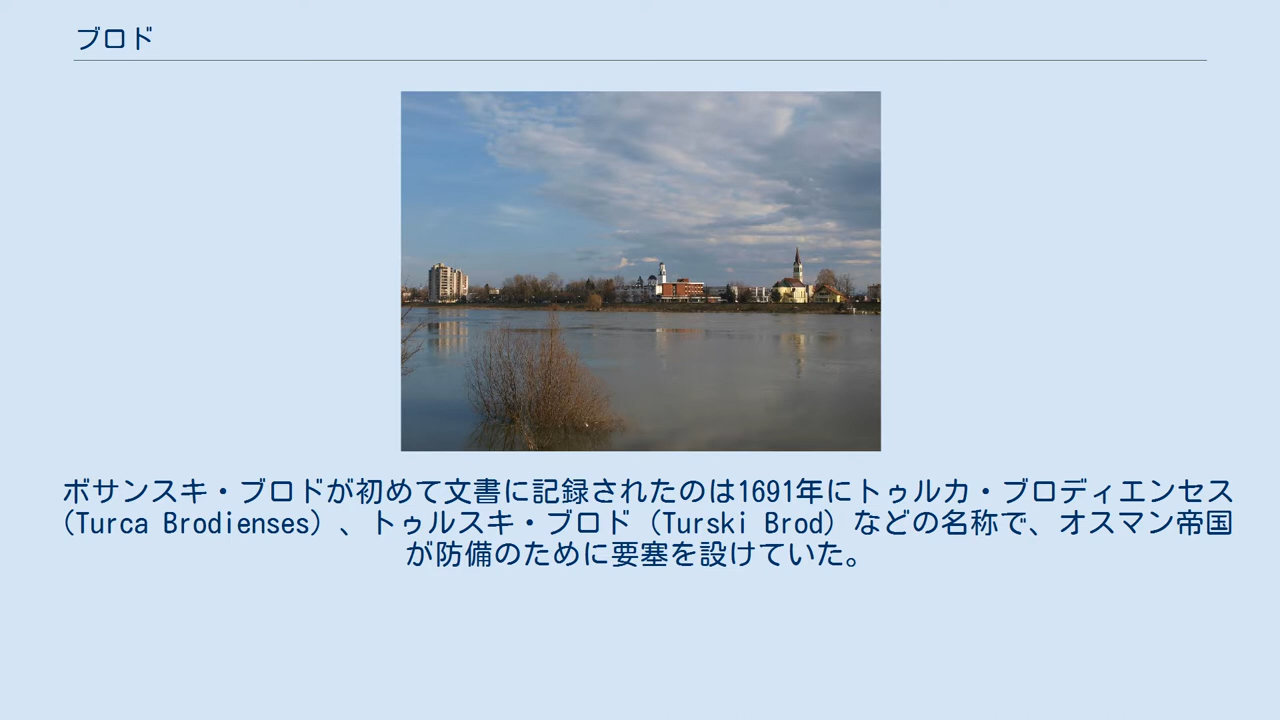 ブロド
ボサンスキ・ブロドが初めて文書に記録されたのは1691年にトゥルカ・ブロディエンセス
（Turca Brodienses）、トゥルスキ・ブロド（Turski Brod）などの名称で、オスマン帝国
が防備のために要塞を設けていた。